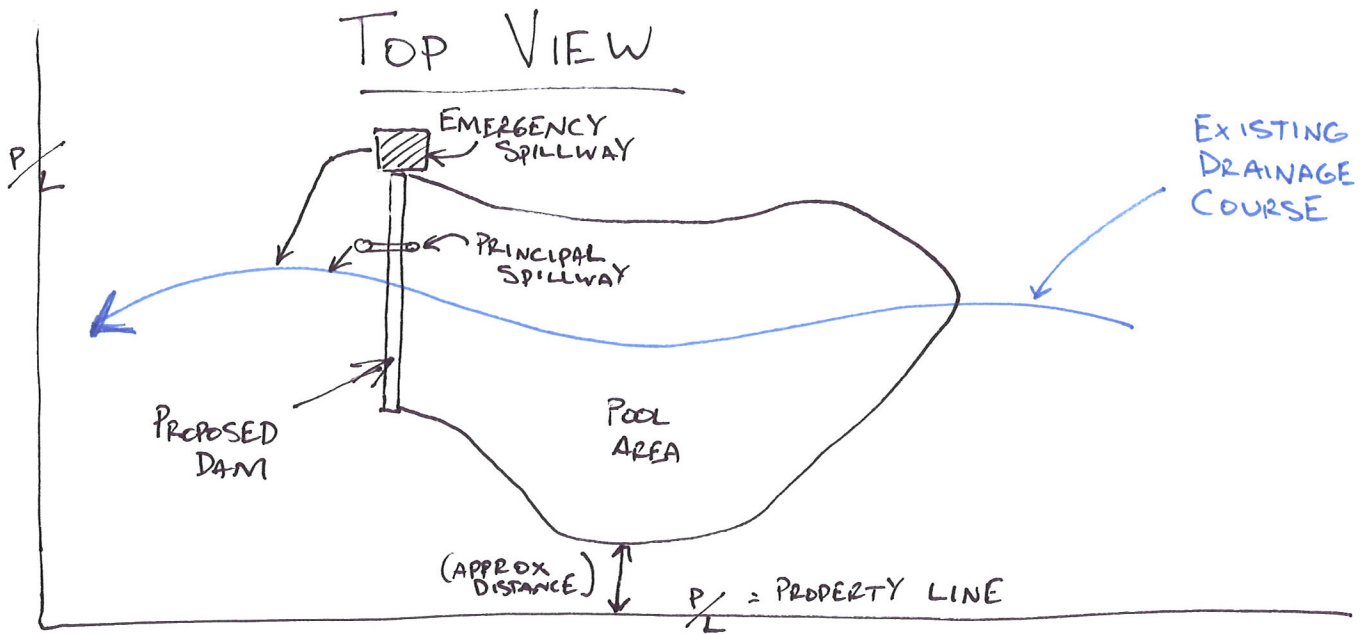 TOP VIEW
EMERGENCY
SPILLWAY
P/L
EXISTING
DRAINAGE
COURSE
PRINCIPAL
SPILLWAY
PROPOSED
DAM
POOL
AREA
(APPROX
DISTANCE)
P/L = PROPERTY LINE